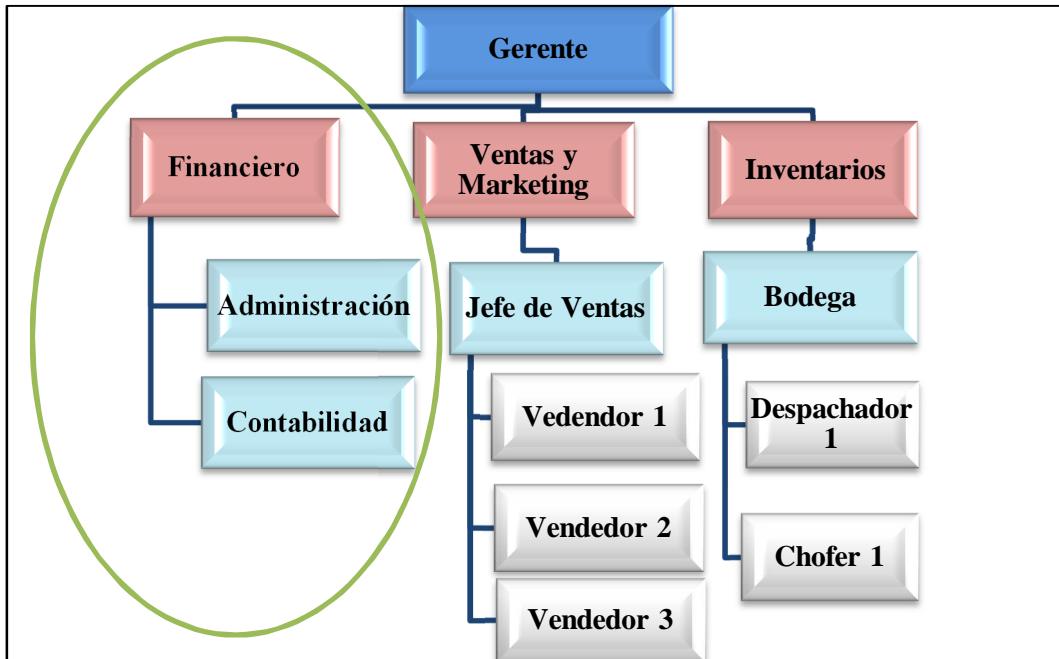 Gerente
Financiero
Ventas y
Marketing
Inventarios
Administración
Contabilidad
Jefe de Ventas
Vedendor 1
Vendedor 2
Vendedor 3
Bodega
Despachador
1
Chofer 1